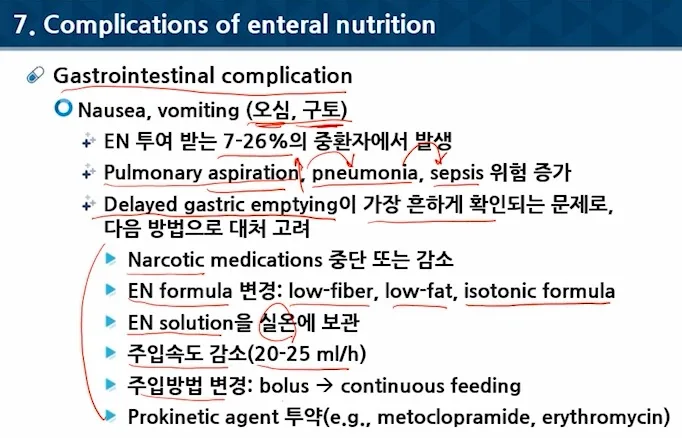 7. Complications of enteral nutrition
Gastrointestinal complication
Nausea, vomiting (오심, 구토)
EN 투여 받는 7-26%의 중환자에서 발생
Pulmonary aspiration, pneumonia, sepsis 위험 증가
Delayed gastric emptying이 가장 흔하게 확인되는 문제로,
다음 방법으로 대처 고려
Narcotic medications 중단 또는 감소
EN formula 변경: low-fiber, low-fat, isotonic formula
EN solution을 실온에 보관
주입속도 감소(20-25 ml/h)
주입방법 변경: bolus → continuous feeding
Prokinetic agent 투약(e.g., metoclopramide, erythromycin)